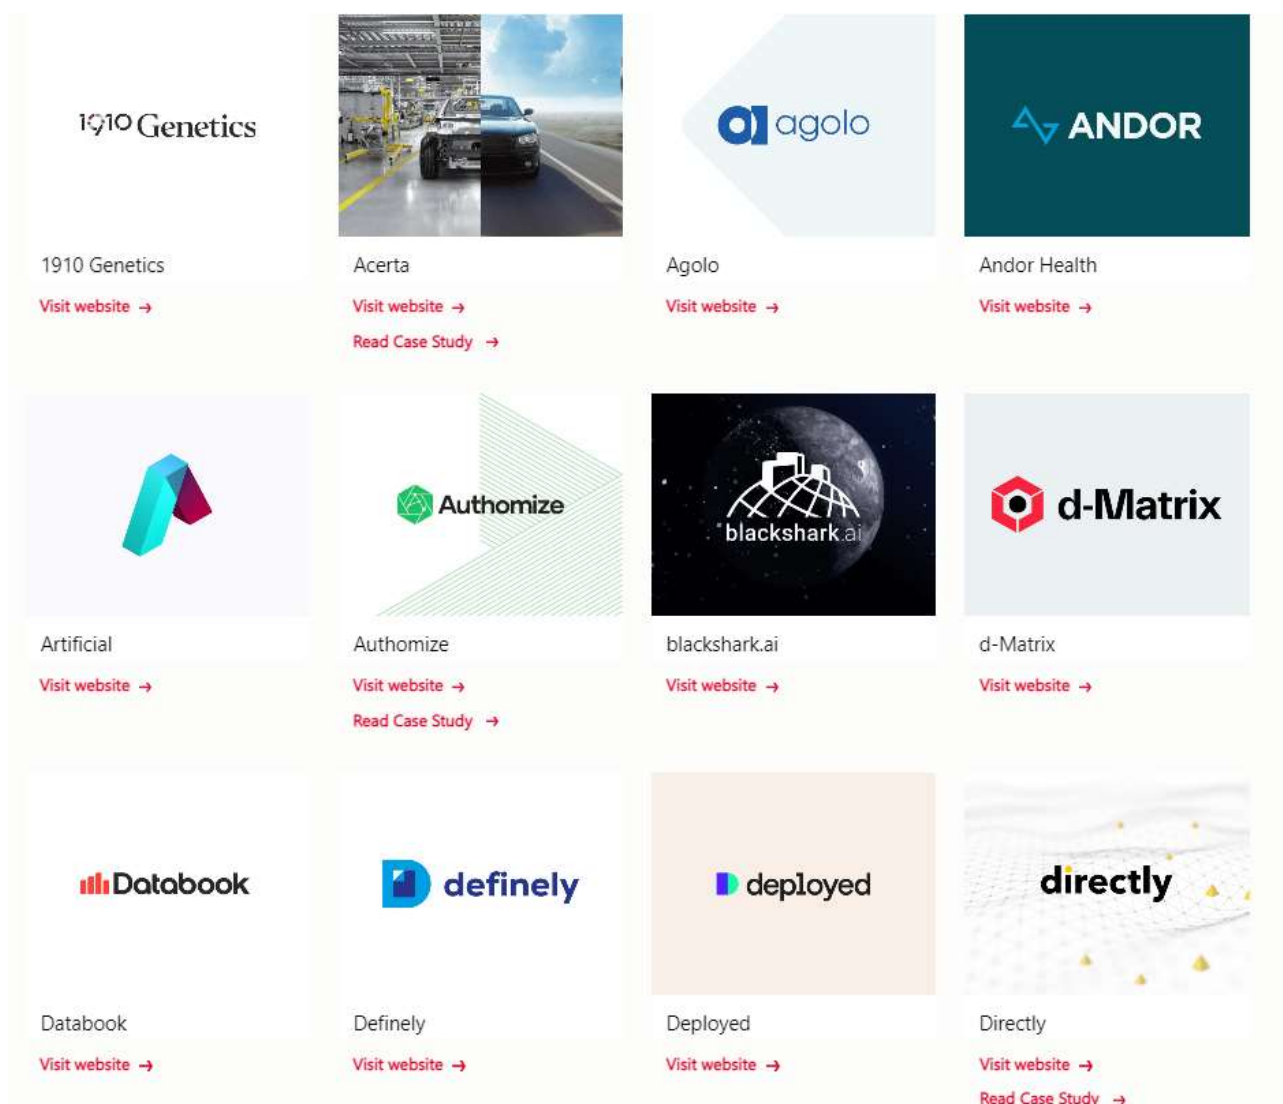 1910 Genetics
agolo
ANDOR
1910 Genetics
Acerta
Agolo
Andor Health
Visit website →
Visit website →
Visit website →
Visit website →
Read Case Study →
Authomize
blackshark.ai
d-Matrix
Artificial
Authomize
blackshark.ai
d-Matrix
Visit website →
Visit website →
Visit website →
Visit website →
Read Case Study →
Databook
definely
deployed
directly
Databook
Definely
Deployed
Directly
Visit website →
Visit website →
Visit website →
Visit website →
Read Case Study →